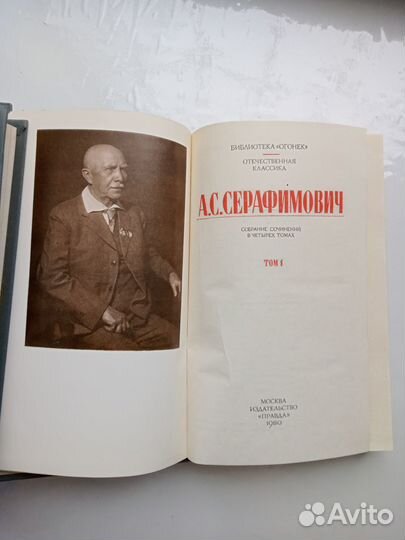 БИБЛИОТЕКА «ОГОНЕК»
ОТЕЧЕСТВЕННАЯ
КЛАССИКА
А.С.СЕРАФИМОВИЧ
СОБРАНИЕ СОЧИНЕНИЙ
В ЧЕТЫРЕХ ТОМАХ
ТОМ 1
МОСКВА
ИЗДАТЕЛЬСТВО
«ПРАВДА»
1980
Avito